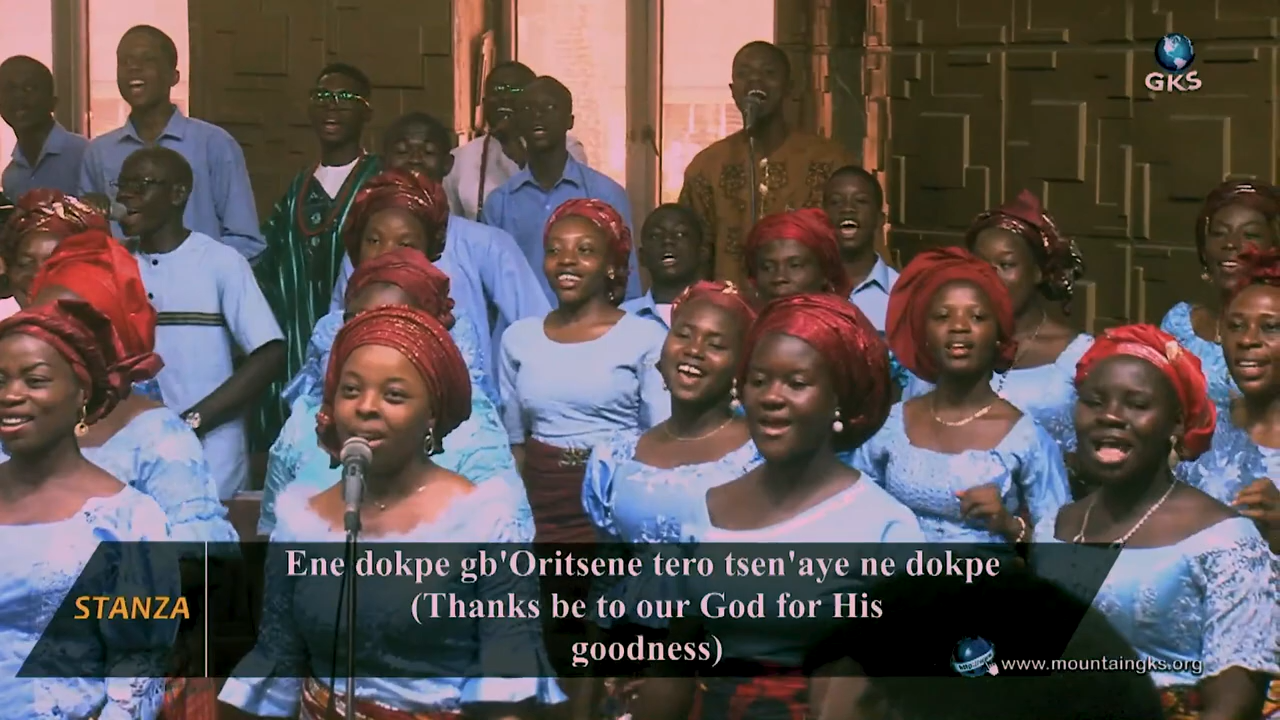 GKS
Ene dokpe gb'Oritsene tero tsen'aye ne dokpe
(Thanks be to our God for His
goodness)
STANZA
www.mountaingks.org